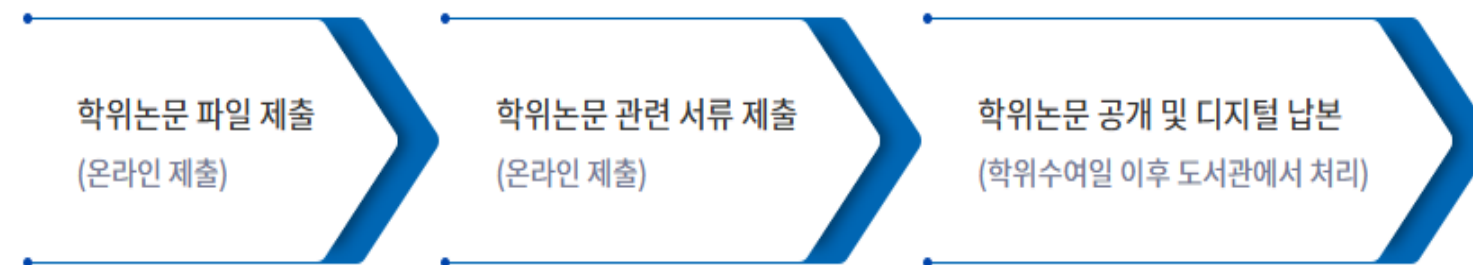 학위논문 파일 제출
(온라인 제출)
학위논문 관련 서류 제출
(온라인 제출)
학위논문 공개 및 디지털 납본
(학위수여일 이후 도서관에서 처리)